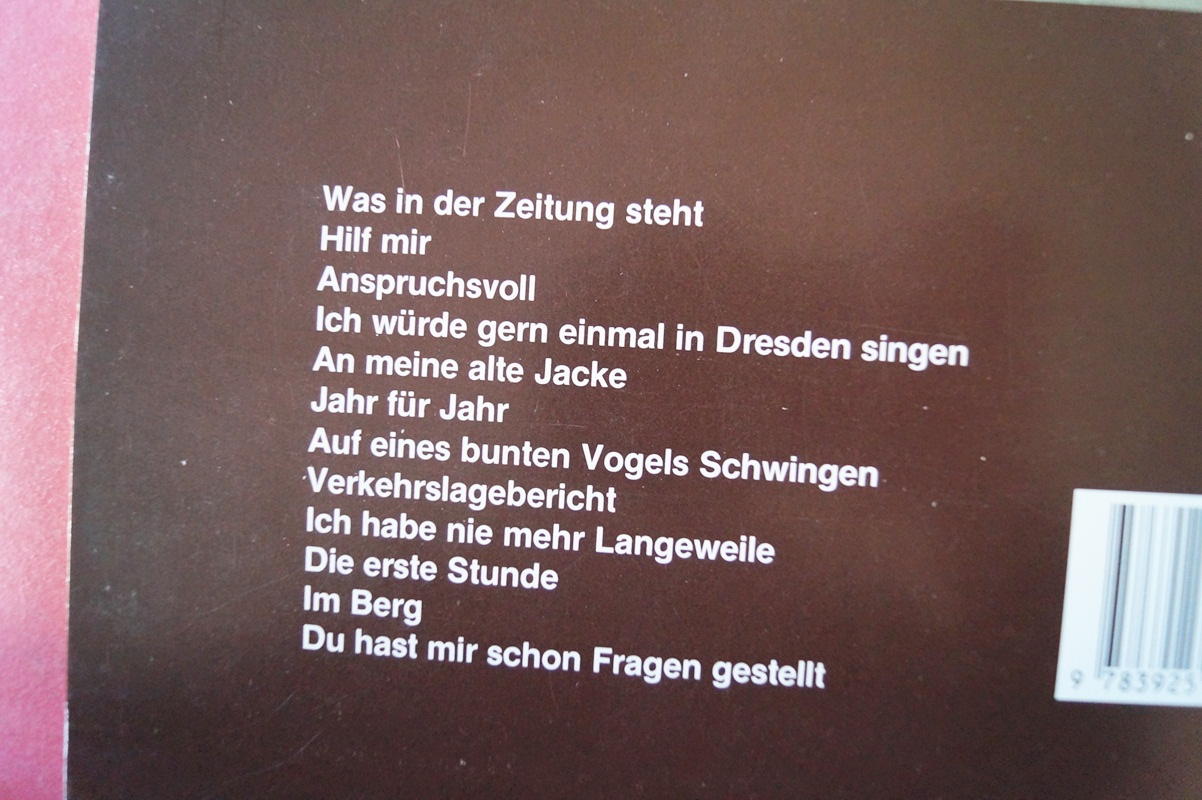 Was in der Zeitung steht
Hilf mir
Anspruchsvoll
Ich würde gern einmal in Dresden singen
An meine alte Jacke
Jahr für Jahr
Auf eines bunten Vogels Schwingen
Verkehrslagebericht
Ich habe nie mehr Langeweile
Die erste Stunde
Im Berg
Du hast mir schon Fragen gestellt
9 783925